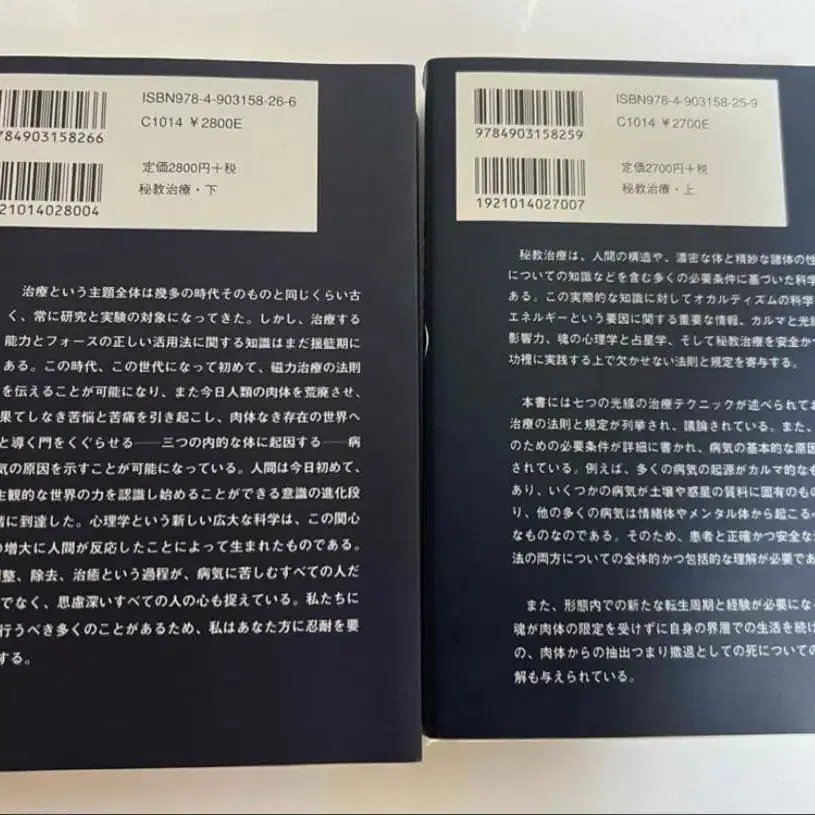 ISBN978-4-903158-26-6
C1014 ¥2800E
784903158266
定価2800円+税
秘教治療・下
21014028004
治療という主題全体は幾多の時代そのものと同じくらい古
く、常に研究と実験の対象になってきた。しかし、治療する
能力とフォースの正しい活用法に関する知識はまだ揺籃期に
ある。この時代、この世代になって初めて、磁力治療の法則
を伝えることが可能になり、また今日人類の肉体を荒廃させ、
果てしなき苦悩と苦痛を引き起こし、肉体なき存在の世界へ
と導く門をくぐらせる――三つの内的な体に起因する――病
気の原因を示すことが可能になっている。人間は今日初めて、
主観的な世界の力を認識し始めることができる意識の進化段
階に到達した。心理学という新しい広大な科学は、この関心
の増大に人間が反応したことによって生まれたものである。
調整、除去、治癒という過程が、病気に苦しむすべての人だ
でなく、思慮深いすべての人の心も捉えている。私たちに
行うべき多くのことがあるため、私はあなた方に忍耐を要
する。
ISBN978-4-903158-25-9
C1014 ¥2700E
9784903158259
定価2700円+税
秘教治療・上
1921014027007
秘教治療は、人間の構造や、濃密な体と精妙な諸体の性
についての知識などを含む多くの必要条件に基づいた科学
ある。この実際的な知識に対してオカルティズムの科学
エネルギーという要因に関する重要な情報、カルマと光線
影響力、魂の心理学と占星学、そして秘教治療を安全かつ
功裡に実践する上で欠かせない法則と規定を寄与する。
本書には七つの光線の治療テクニックが述べられてお
治療の法則と規定が列挙され、議論されている。また、
のための必要条件が詳細に書かれ、病気の基本的な原因
されている。例えば、多くの病気の起源がカルマ的なも
あり、いくつかの病気が土壌や惑星の質料に固有のもの
り、他の多くの病気は情緒体やメンタル体から起こる
なものなのである。そのため、患者と正確かつ安全な
法の両方についての全体的かつ包括的な理解が必要であ
また、形態内での新たな転生周期と経験が必要にな
魂が肉体の限定を受けずに自身の界層での生活を続け
の、肉体からの抽出つまり撤退としての死についての
解も与えられている。